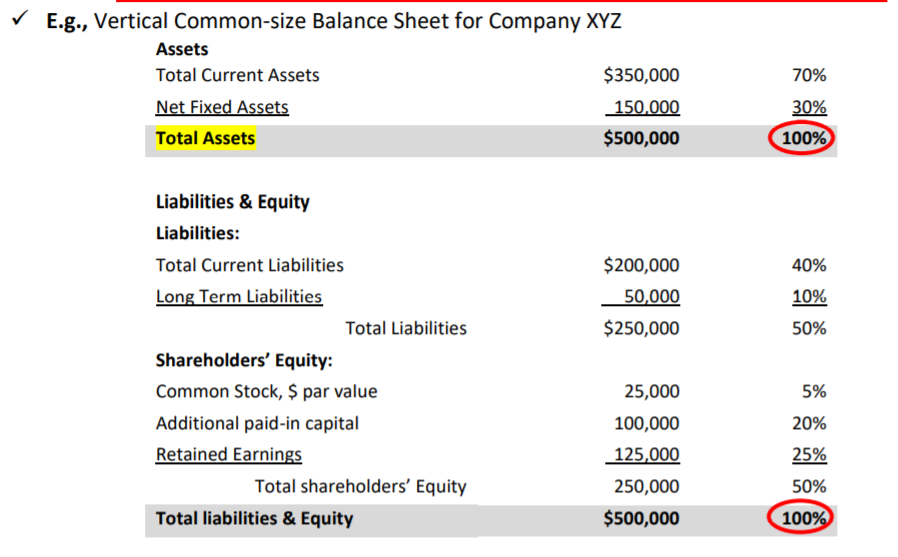 ✓ E.g., Vertical Common-size Balance Sheet for Company XYZ
Assets
Total Current Assets $350,000 70%
Net Fixed Assets 150,000 30%
Total Assets $500,000 100%
Liabilities & Equity
Liabilities:
Total Current Liabilities $200,000 40%
Long Term Liabilities 50,000 10%
Total Liabilities $250,000 50%
Shareholders’ Equity:
Common Stock, $ par value 25,000 5%
Additional paid-in capital 100,000 20%
Retained Earnings 125,000 25%
Total shareholders’ Equity 250,000 50%
Total liabilities & Equity $500,000 100%